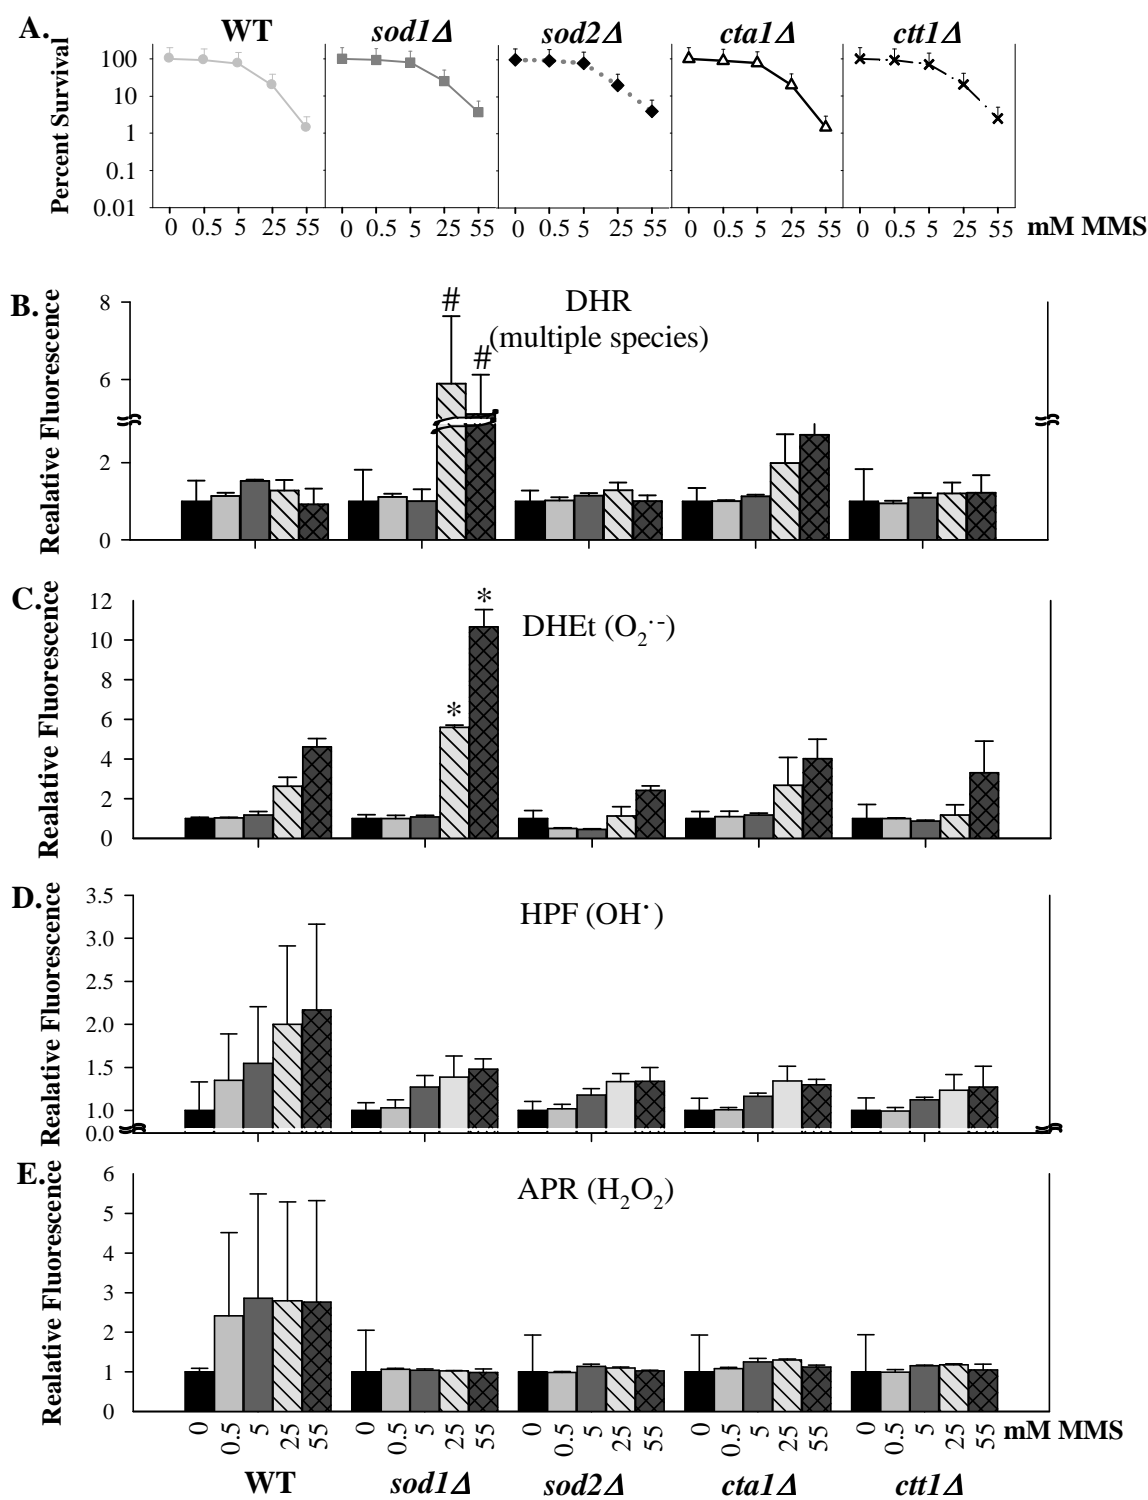 A. WT sod1Δ sod2Δ cta1Δ ctt1Δ
Percent Survival
100
10
1
0.1
0.01
0 0.5 5 25 55 0 0.5 5 25 55 0 0.5 5 25 55 0 0.5 5 25 55 0 0.5 5 25 55 mM MMS
B.
Realative Fluorescence
DHR
(multiple species)
# #
8
6
2
0
C.
Realative Fluorescence
DHEt (O₂˙⁻)
* *
12
10
8
6
4
2
0
D.
Realative Fluorescence
HPF (OH˙)
3.5
3.0
2.5
2.0
1.5
1.0
0.0
E.
Realative Fluorescence
APR (H₂O₂)
6
5
4
3
2
1
0
0 0.5 5 25 55 0 0.5 5 25 55 0 0.5 5 25 55 0 0.5 5 25 55 0 0.5 5 25 55 mM MMS
WT sod1Δ sod2Δ cta1Δ ctt1Δ